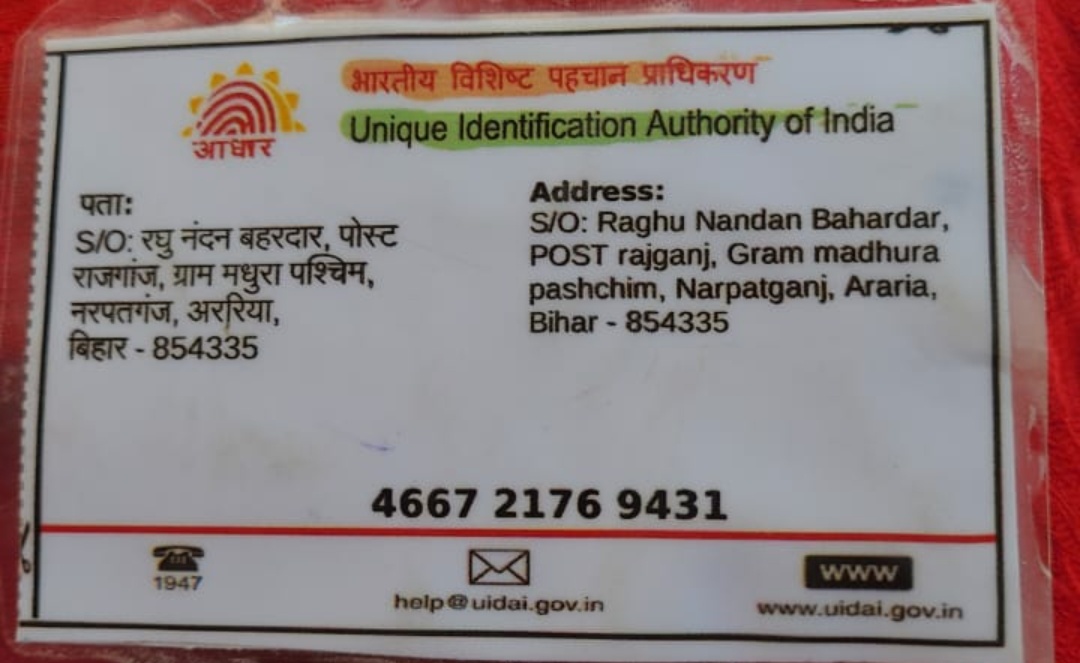 भारतीय विशिष्ट पहचान प्राधिकरण
Unique Identification Authority of India
आधार
पता:
S/O: रघु नंदन बहरदार, पोस्ट
राजगांज, ग्राम मधुरा पश्चिम,
नरपतगंज, अररिया,
बिहार - 854335
Address:
S/O: Raghu Nandan Bahardar,
POST rajganj, Gram madhura
pashchim, Narpatganj, Araria,
Bihar - 854335
4667 2176 9431
1947
help@uidai.gov.in
www
www.uidai.gov.in